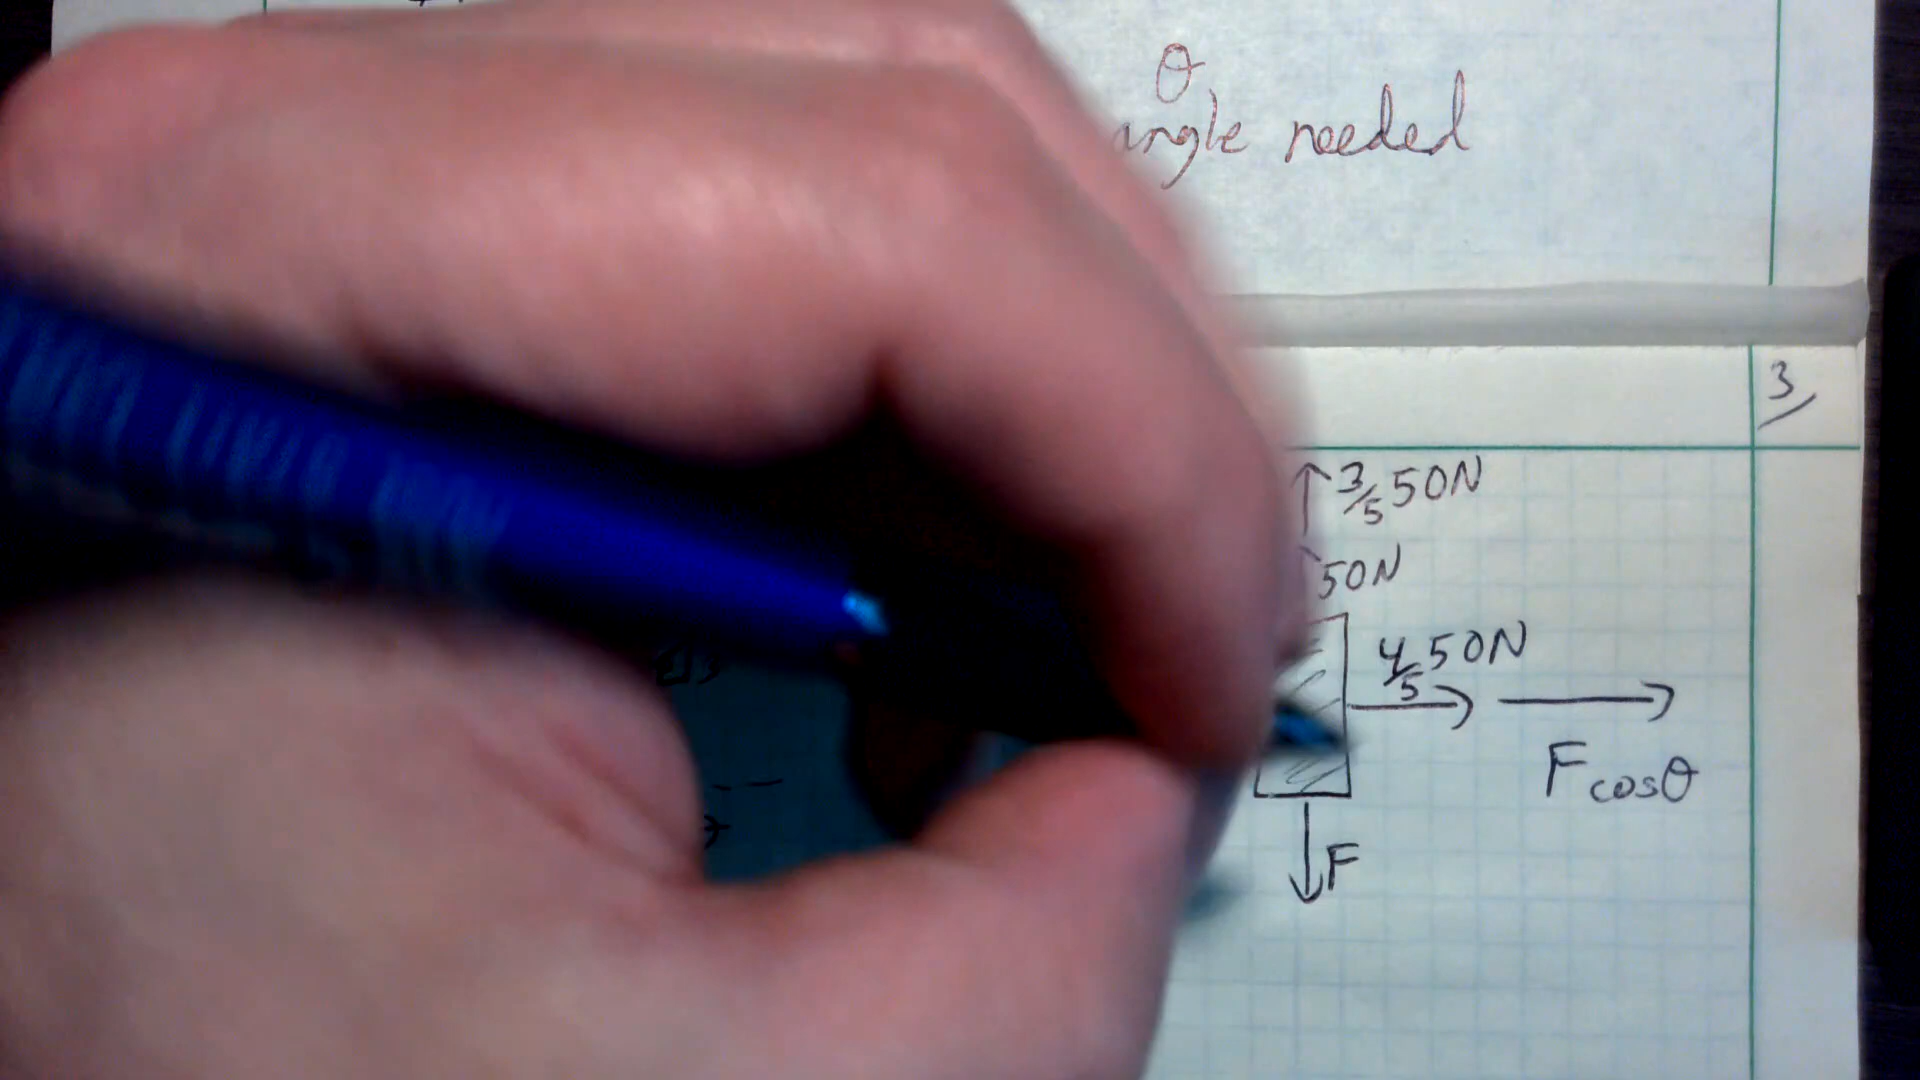 θ
angle needed
3/
3/5 50N
50N
4/5 50N
F cosθ
F